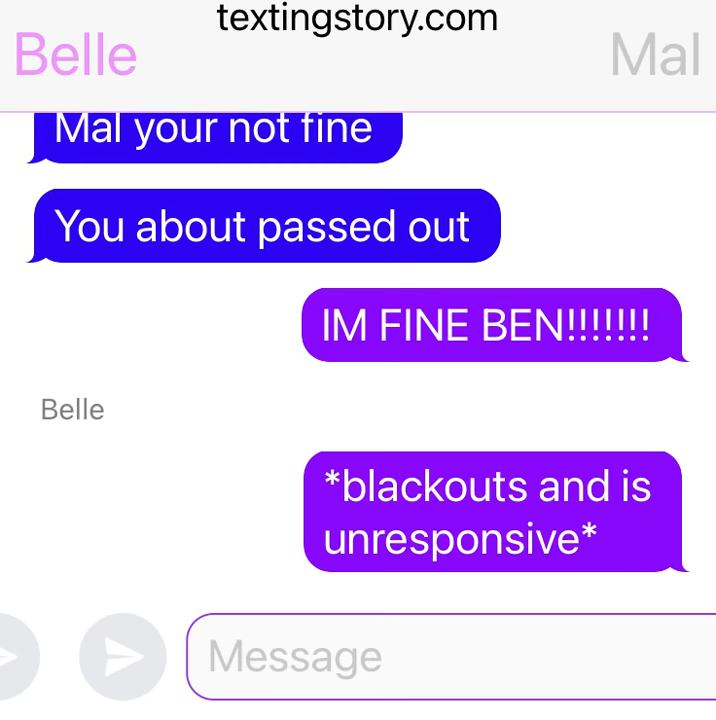 textingstory.com
Belle
Mal
Mal your not fine
You about passed out
IM FINE BEN!!!!!!!
Belle
*blackouts and is
unresponsive*
Message